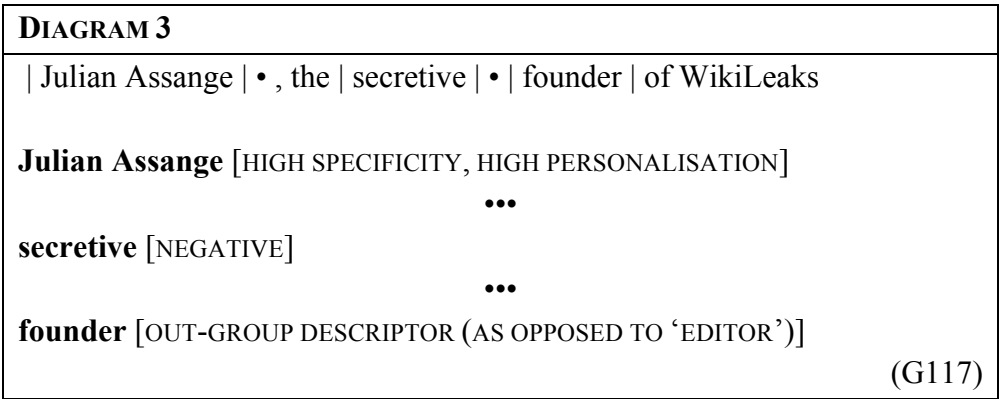 DIAGRAM 3
| Julian Assange | • , the | secretive | • | founder | of WikiLeaks
Julian Assange [HIGH SPECIFICITY, HIGH PERSONALISATION]
•••
secretive [NEGATIVE]
•••
founder [OUT-GROUP DESCRIPTOR (AS OPPOSED TO ‘EDITOR’)]
(G117)